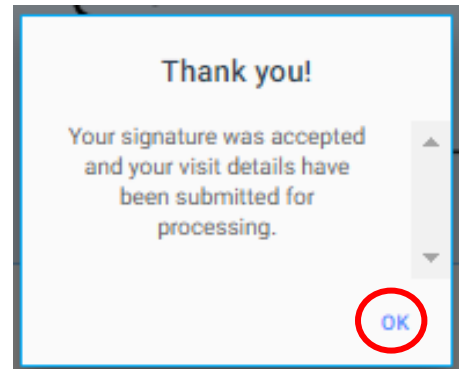 Thank you!
Your signature was accepted
and your visit details have
been submitted for
processing.
OK